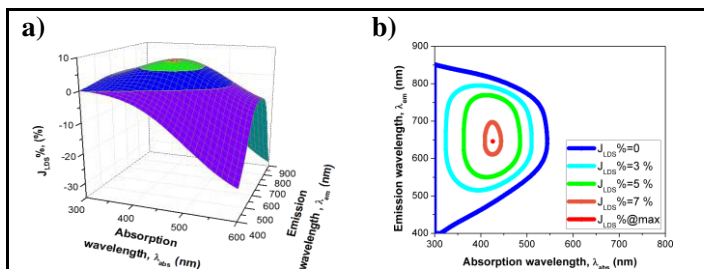 a)
J_LDS%, (%)
10
0
-10
-20
-30
300
400
500
600
Absorption
wavelength, λ_abs (nm)
400
500
600
700
800
900
Emission
wavelength, λ_em (nm)
b)
Emission wavelength, λ_em (nm)
900
800
700
600
500
400
300
400
500
600
700
800
Absorption wavelength, λ_abs (nm)
J_LDS%=0
J_LDS%=3 %
J_LDS%=5 %
J_LDS%=7 %
J_LDS%@max